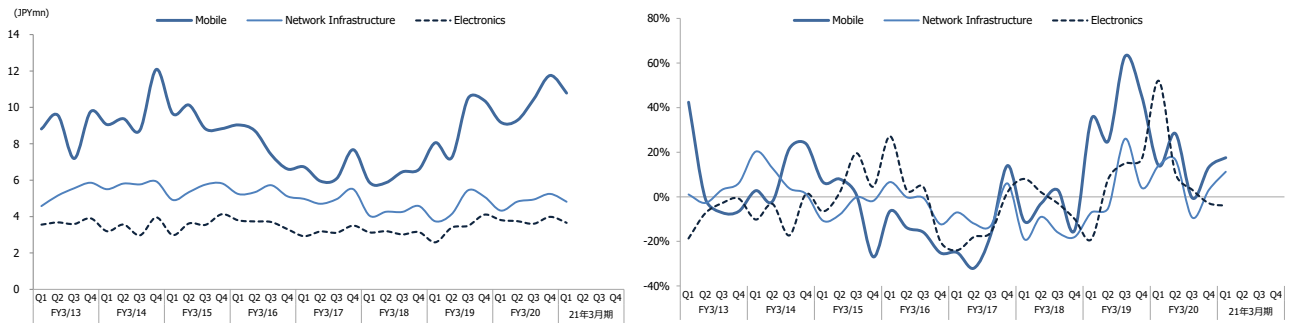 (JPYmn)
Mobile Network Infrastructure Electronics
14
12
10
8
6
4
2
0
Q1 Q2 Q3 Q4 Q1 Q2 Q3 Q4 Q1 Q2 Q3 Q4 Q1 Q2 Q3 Q4 Q1 Q2 Q3 Q4 Q1 Q2 Q3 Q4 Q1 Q2 Q3 Q4 Q1 Q2 Q3 Q4 Q1 Q2 Q3 Q4
FY3/13 FY3/14 FY3/15 FY3/16 FY3/17 FY3/18 FY3/19 FY3/20 21年3月期
Mobile Network Infrastructure Electronics
80%
60%
40%
20%
0%
-20%
-40%
Q1 Q2 Q3 Q4 Q1 Q2 Q3 Q4 Q1 Q2 Q3 Q4 Q1 Q2 Q3 Q4 Q1 Q2 Q3 Q4 Q1 Q2 Q3 Q4 Q1 Q2 Q3 Q4 Q1 Q2 Q3 Q4 Q1 Q2 Q3 Q4
FY3/13 FY3/14 FY3/15 FY3/16 FY3/17 FY3/18 FY3/19 FY3/20 21年3月期